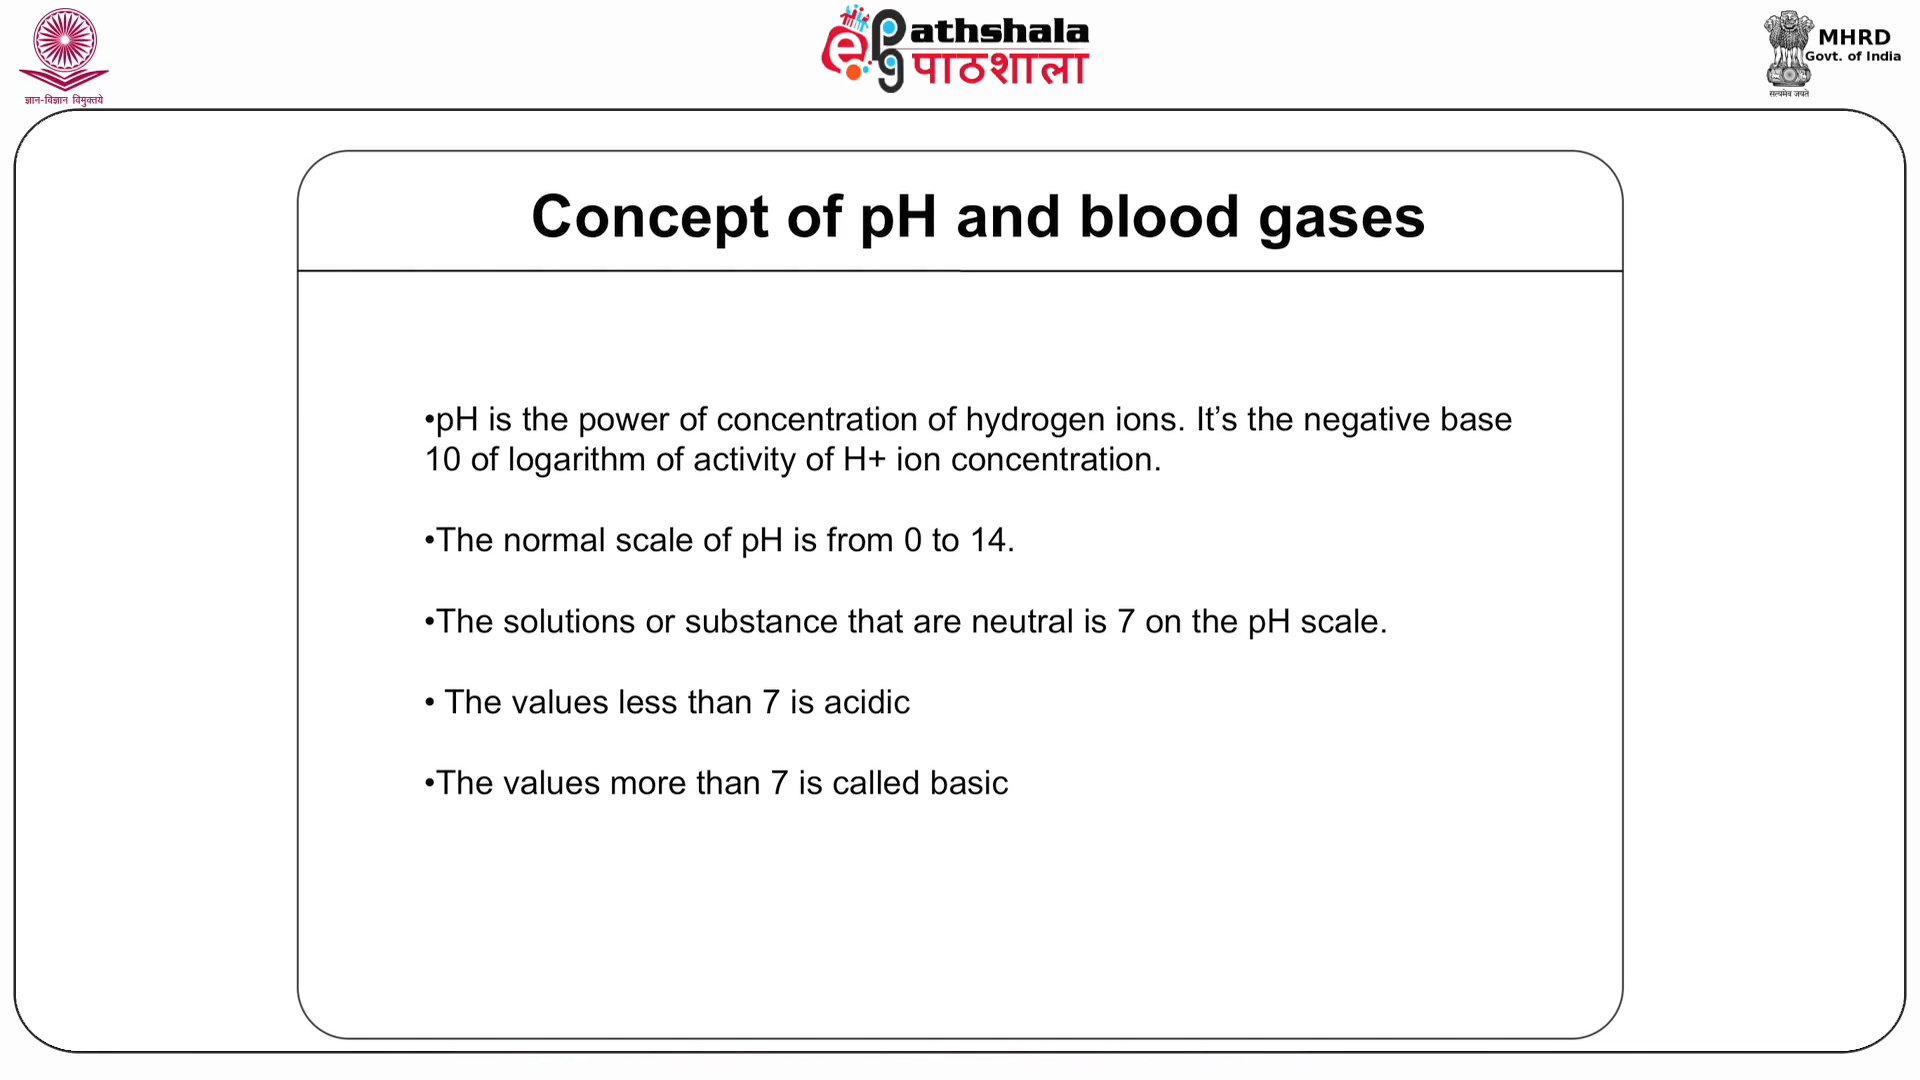 ज्ञान-विज्ञान विमुक्तये
e PG Pathshala
पाठशाला
MHRD
Govt. of India
सत्यमेव जयते
Concept of pH and blood gases
•pH is the power of concentration of hydrogen ions. It’s the negative base
10 of logarithm of activity of H+ ion concentration.
•The normal scale of pH is from 0 to 14.
•The solutions or substance that are neutral is 7 on the pH scale.
• The values less than 7 is acidic
•The values more than 7 is called basic